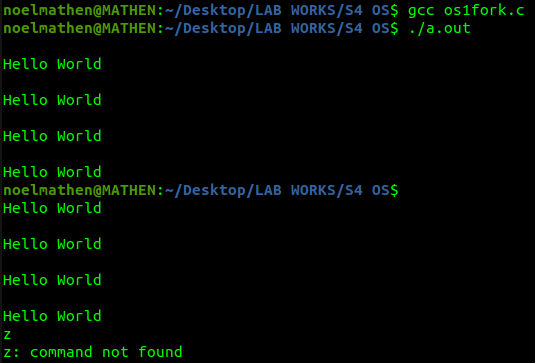 noelmathen@MATHEN:~/Desktop/LAB WORKS/S4 OS$ gcc os1fork.c
noelmathen@MATHEN:~/Desktop/LAB WORKS/S4 OS$ ./a.out
Hello World
Hello World
Hello World
Hello World
noelmathen@MATHEN:~/Desktop/LAB WORKS/S4 OS$
Hello World
Hello World
Hello World
Hello World
z
z: command not found